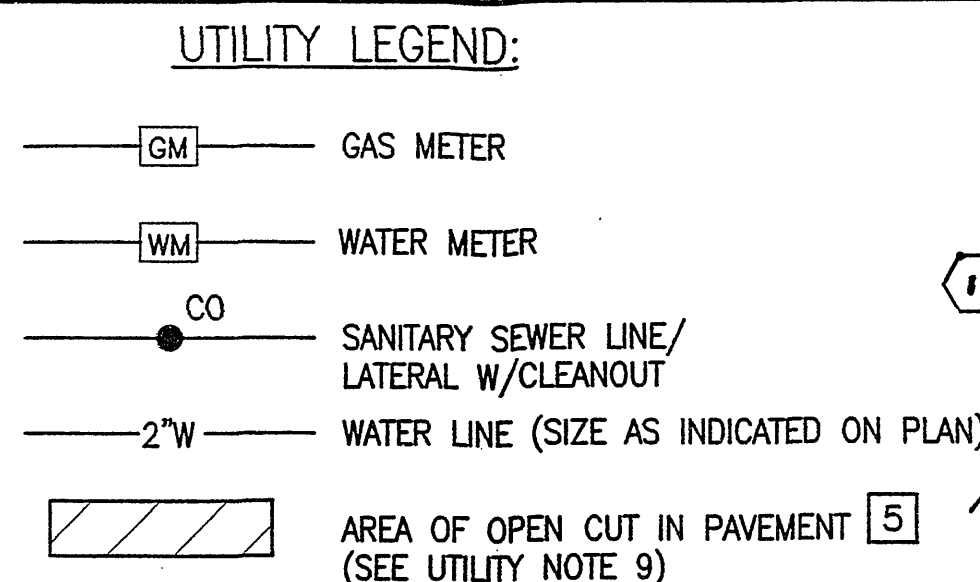 UTILITY LEGEND:
GM GAS METER
WM WATER METER
CO
SANITARY SEWER LINE/
LATERAL W/CLEANOUT
2"W WATER LINE (SIZE AS INDICATED ON PLAN)
AREA OF OPEN CUT IN PAVEMENT 5
(SEE UTILITY NOTE 9)